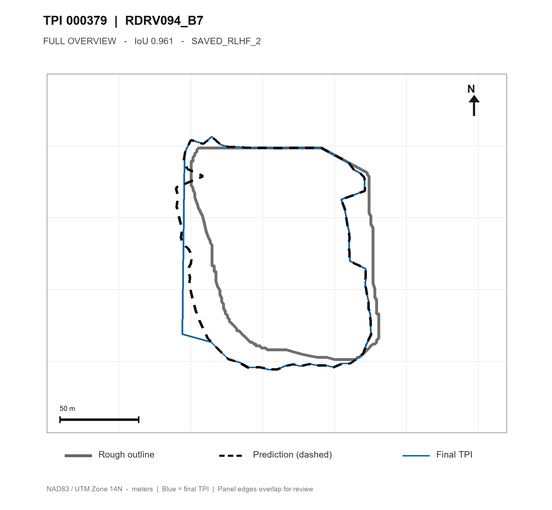 TPI 000379 | RDRV094_B7
FULL OVERVIEW - IoU 0.961 - SAVED_RLHF_2
N
50 m
Rough outline
Prediction (dashed)
Final TPI
NAD83 / UTM Zone 14N - meters | Blue = final TPI | Panel edges overlap for review